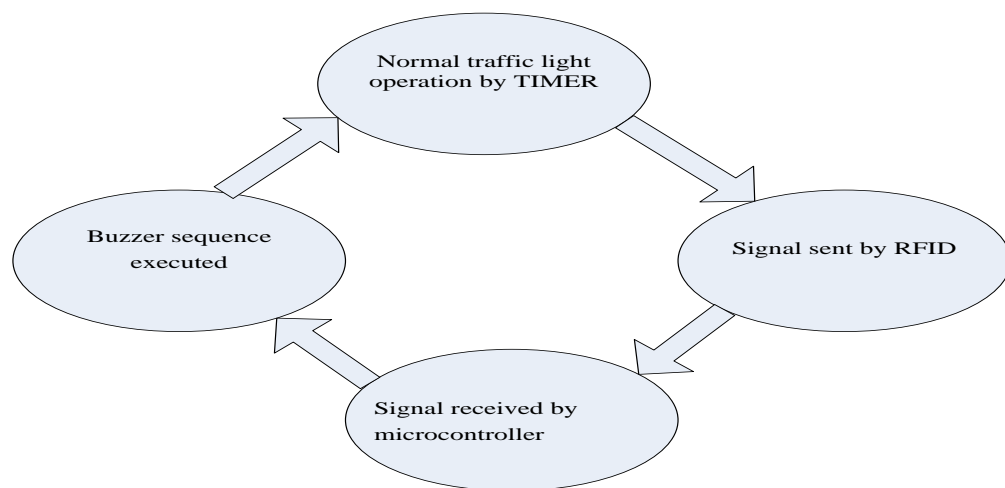 Normal traffic light
operation by TIMER
Signal sent by RFID
Signal received by
microcontroller
Buzzer sequence
executed